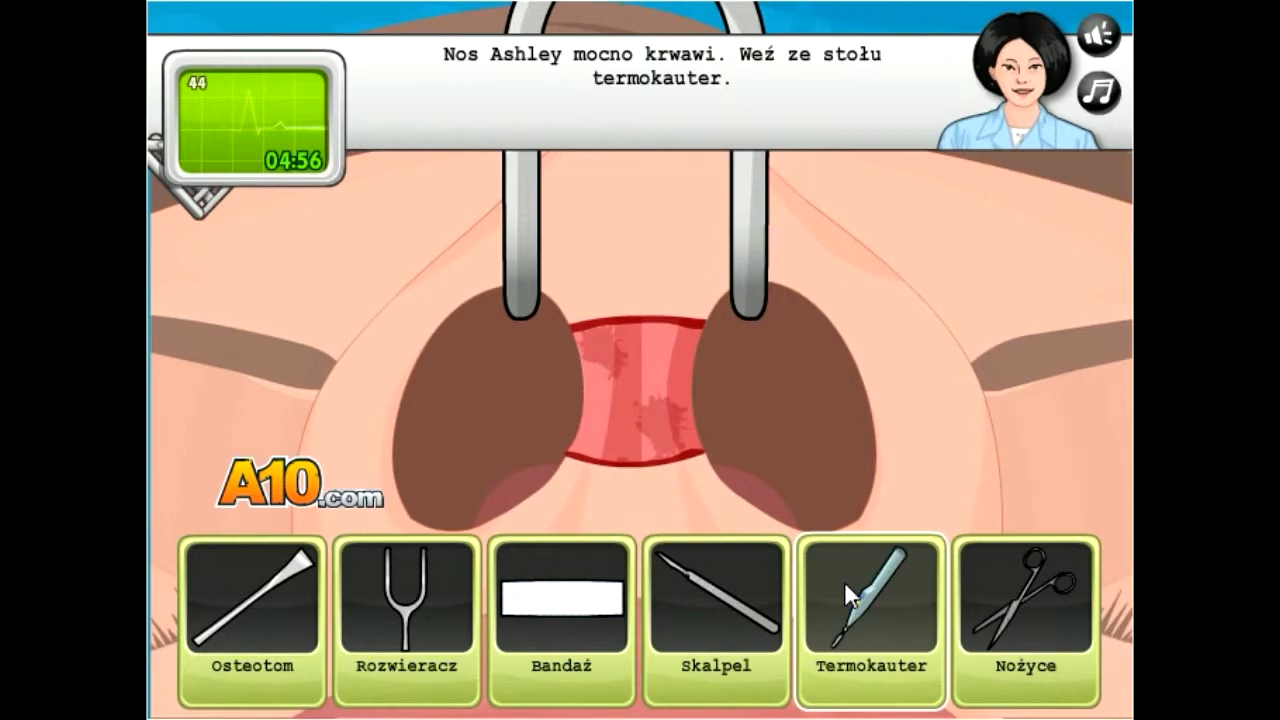 Nos Ashley mocno krwawi. Weź ze stołu
termokauter.
44
04:56
A10.com
Osteotom
Rozwieracz
Bandaż
Skalpel
Termokauter
Nożyce